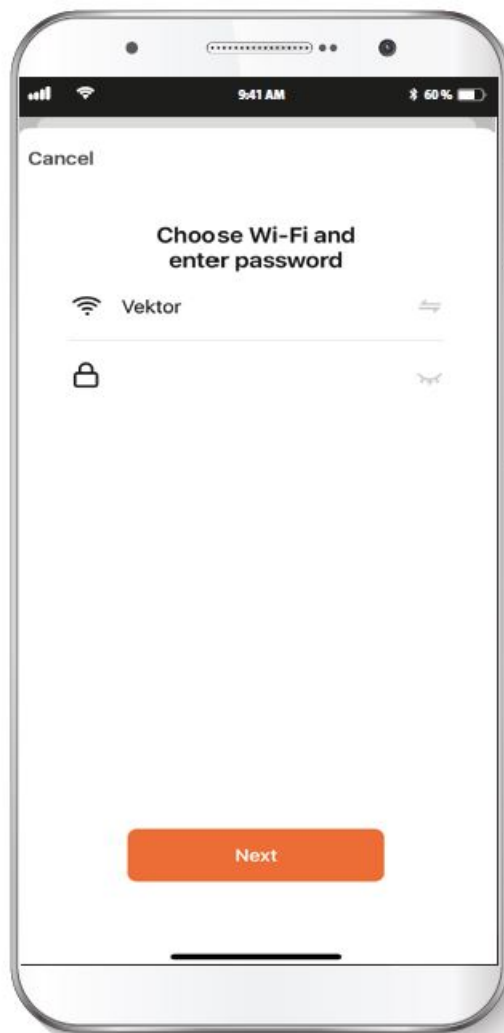 9:41 AM
60 %
Cancel
Choose Wi-Fi and
enter password
Vektor
Next